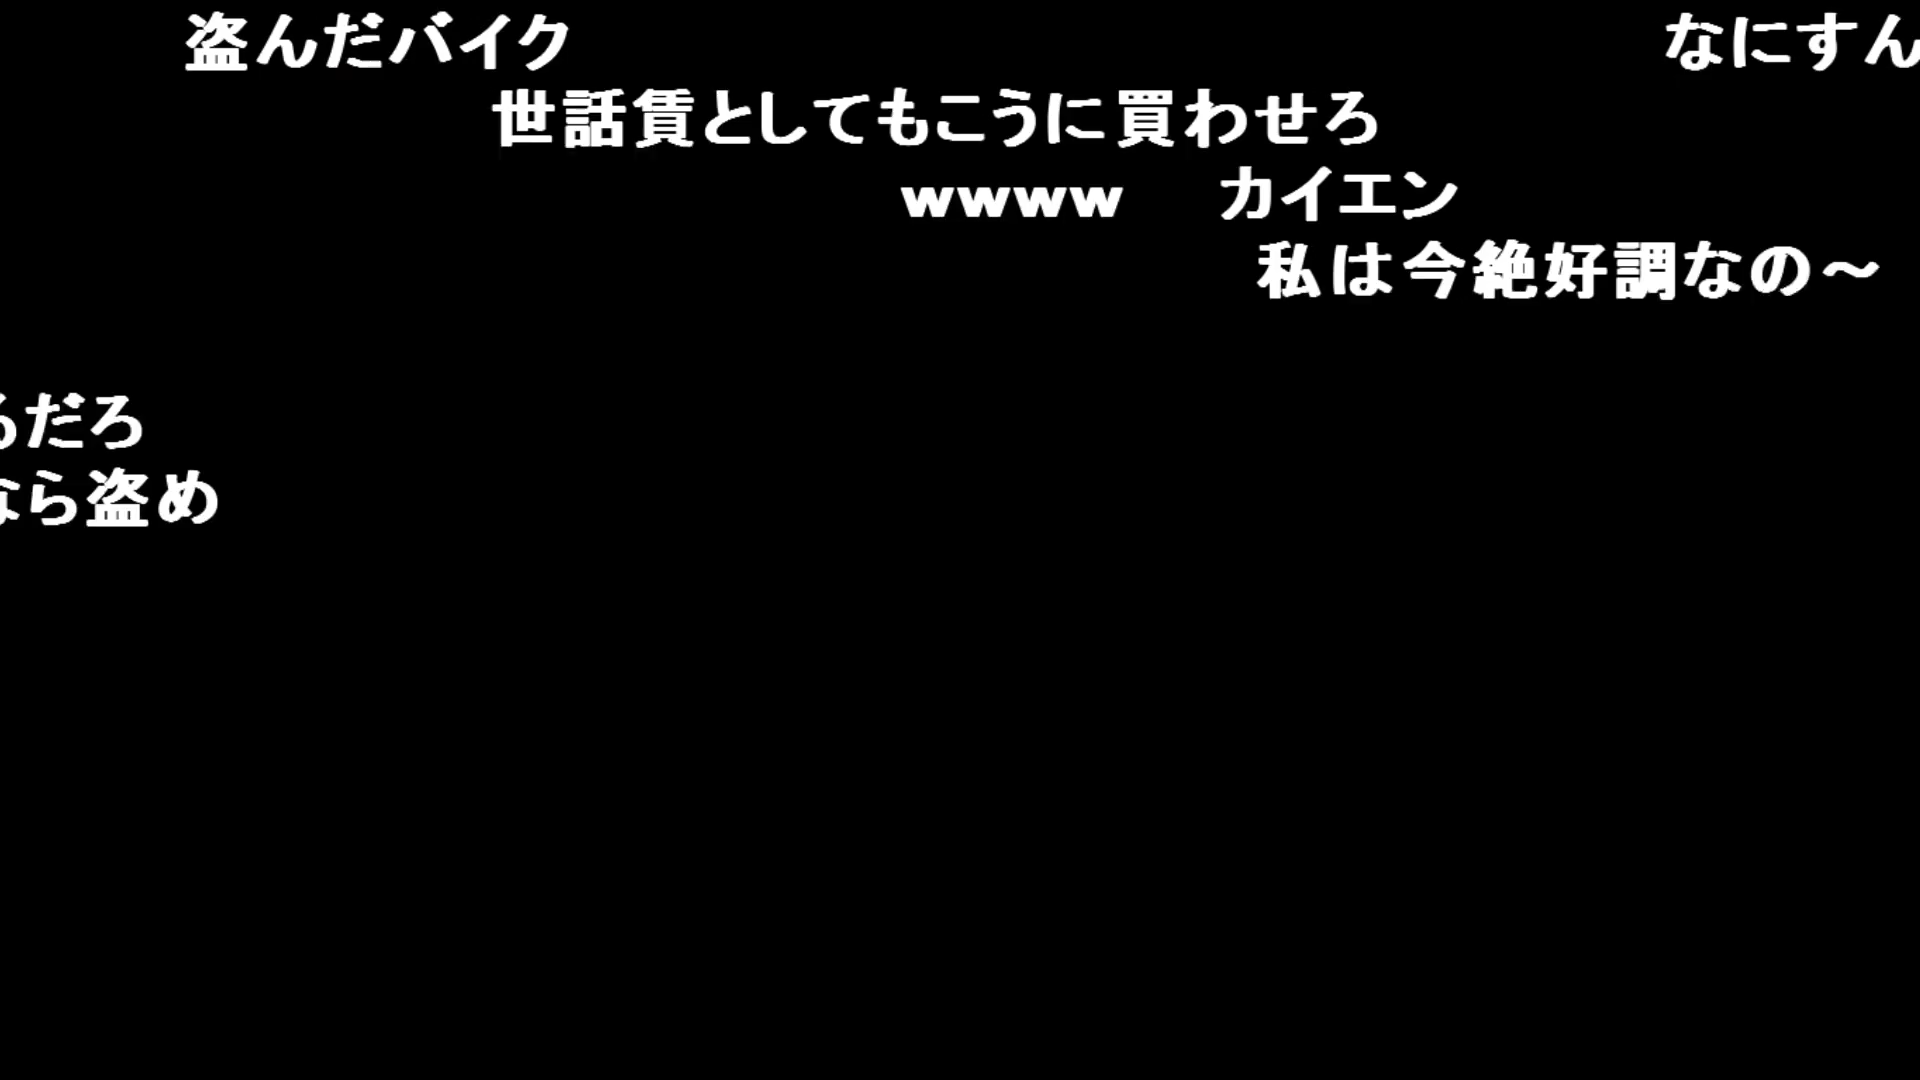 盗んだバイク
なにすん
世話賃としてもこうに買わせろ
wwww
カイエン
私は今絶好調なの〜
るだろ
なら盗め